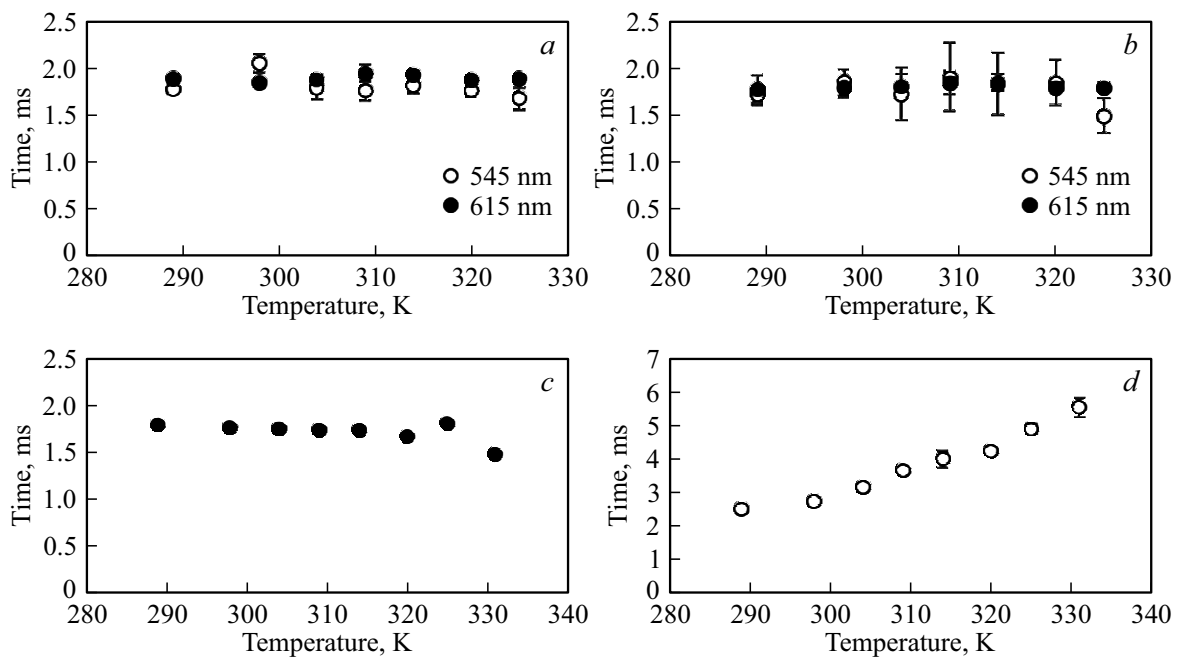 2.5
2.0
1.5
1.0
0.5
0
Time, ms
a
545 nm
615 nm
280 290 300 310 320 330
Temperature, K
2.5
2.0
1.5
1.0
0.5
0
Time, ms
b
545 nm
615 nm
280 290 300 310 320 330
Temperature, K
2.5
2.0
1.5
1.0
0.5
0
Time, ms
c
280 290 300 310 320 330 340
Temperature, K
7
6
5
4
3
2
1
0
Time, ms
d
280 290 300 310 320 330 340
Temperature, K